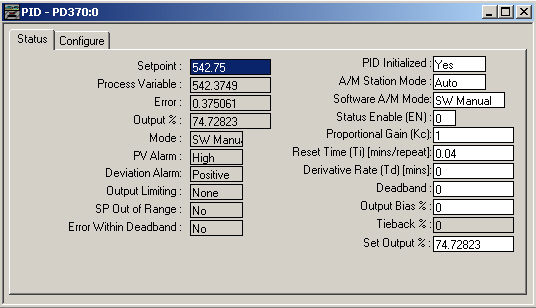 PID - PD370:0
Status
Configure
Setpoint : 542.75
Process Variable : 542.3749
Error : 0.375061
Output % : 74.72823
Mode : SW Manu
PV Alarm : High
Deviation Alarm: Positive
Output Limiting : None
SP Out of Range : No
Error Within Deadband : No
PID Initialized : Yes
A/M Station Mode : Auto
Software A/M Mode: SW Manual
Status Enable (EN) : 0
Proportional Gain (Kc): 1
Reset Time (Ti) [mins/repeat]: 0.04
Derivative Rate (Td) [mins]: 0
Deadband : 0
Output Bias % : 0
Tieback % : 0
Set Output % : 74.72823